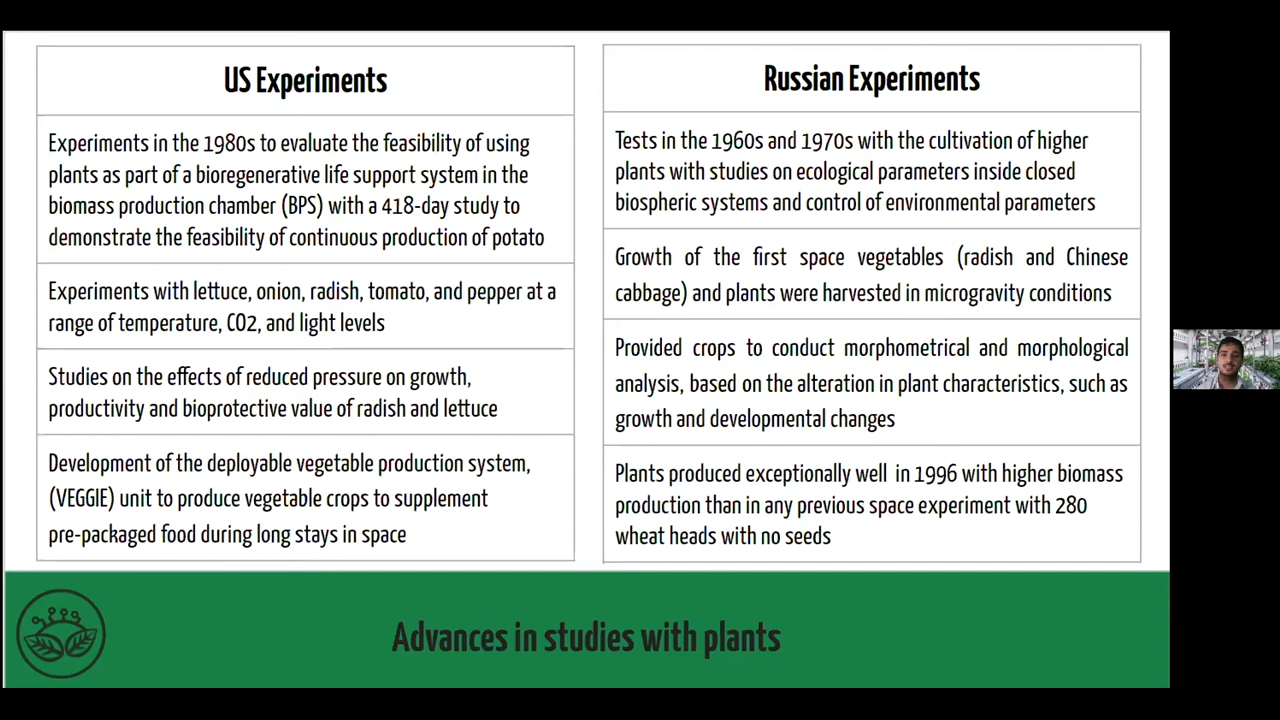 US Experiments
Experiments in the 1980s to evaluate the feasibility of using
plants as part of a bioregenerative life support system in the
biomass production chamber (BPS) with a 418-day study to
demonstrate the feasibility of continuous production of potato
Experiments with lettuce, onion, radish, tomato, and pepper at a
range of temperature, CO2, and light levels
Studies on the effects of reduced pressure on growth,
productivity and bioprotective value of radish and lettuce
Development of the deployable vegetable production system,
(VEGGIE) unit to produce vegetable crops to supplement
pre-packaged food during long stays in space
Russian Experiments
Tests in the 1960s and 1970s with the cultivation of higher
plants with studies on ecological parameters inside closed
biospheric systems and control of environmental parameters
Growth of the first space vegetables (radish and Chinese
cabbage) and plants were harvested in microgravity conditions
Provided crops to conduct morphometrical and morphological
analysis, based on the alteration in plant characteristics, such as
growth and developmental changes
Plants produced exceptionally well in 1996 with higher biomass
production than in any previous space experiment with 280
wheat heads with no seeds
Advances in studies with plants